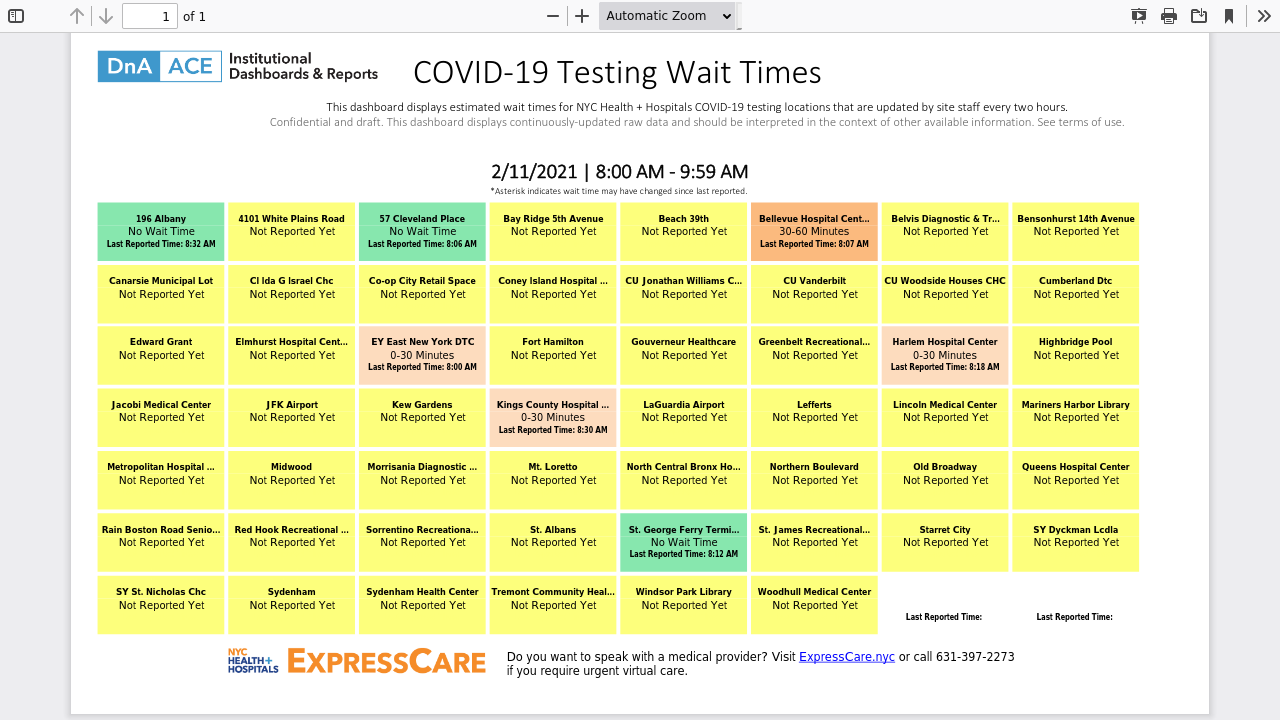 1 of 1 Automatic Zoom
DnA ACE Institutional
Dashboards & Reports
COVID-19 Testing Wait Times
This dashboard displays estimated wait times for NYC Health + Hospitals COVID-19 testing locations that are updated by site staff every two hours.
Confidential and draft. This dashboard displays continuously-updated raw data and should be interpreted in the context of other available information. See terms of use.
2/11/2021 | 8:00 AM - 9:59 AM
*Asterisk indicates wait time may have changed since last reported.
196 Albany
No Wait Time
Last Reported Time: 8:32 AM
4101 White Plains Road
Not Reported Yet
57 Cleveland Place
No Wait Time
Last Reported Time: 8:06 AM
Bay Ridge 5th Avenue
Not Reported Yet
Beach 39th
Not Reported Yet
Bellevue Hospital Cent...
30-60 Minutes
Last Reported Time: 8:07 AM
Belvis Diagnostic & Tr...
Not Reported Yet
Bensonhurst 14th Avenue
Not Reported Yet
Canarsie Municipal Lot
Not Reported Yet
CI Ida G Israel Chc
Not Reported Yet
Co-op City Retail Space
Not Reported Yet
Coney Island Hospital ...
Not Reported Yet
CU Jonathan Williams C...
Not Reported Yet
CU Vanderbilt
Not Reported Yet
CU Woodside Houses CHC
Not Reported Yet
Cumberland Dtc
Not Reported Yet
Edward Grant
Not Reported Yet
Elmhurst Hospital Cent...
Not Reported Yet
EY East New York DTC
0-30 Minutes
Last Reported Time: 8:00 AM
Fort Hamilton
Not Reported Yet
Gouverneur Healthcare
Not Reported Yet
Greenbelt Recreational...
Not Reported Yet
Harlem Hospital Center
0-30 Minutes
Last Reported Time: 8:18 AM
Highbridge Pool
Not Reported Yet
Jacobi Medical Center
Not Reported Yet
JFK Airport
Not Reported Yet
Kew Gardens
Not Reported Yet
Kings County Hospital ...
0-30 Minutes
Last Reported Time: 8:30 AM
LaGuardia Airport
Not Reported Yet
Lefferts
Not Reported Yet
Lincoln Medical Center
Not Reported Yet
Mariners Harbor Library
Not Reported Yet
Metropolitan Hospital ...
Not Reported Yet
Midwood
Not Reported Yet
Morrisania Diagnostic ...
Not Reported Yet
Mt. Loretto
Not Reported Yet
North Central Bronx Ho...
Not Reported Yet
Northern Boulevard
Not Reported Yet
Old Broadway
Not Reported Yet
Queens Hospital Center
Not Reported Yet
Rain Boston Road Senio...
Not Reported Yet
Red Hook Recreational ...
Not Reported Yet
Sorrentino Recreationa...
Not Reported Yet
St. Albans
Not Reported Yet
St. George Ferry Termi...
No Wait Time
Last Reported Time: 8:12 AM
St. James Recreational...
Not Reported Yet
Starret City
Not Reported Yet
SY Dyckman Lcdla
Not Reported Yet
SY St. Nicholas Chc
Not Reported Yet
Sydenham
Not Reported Yet
Sydenham Health Center
Not Reported Yet
Tremont Community Heal...
Not Reported Yet
Windsor Park Library
Not Reported Yet
Woodhull Medical Center
Not Reported Yet
Last Reported Time:
Last Reported Time:
NYC
HEALTH+
HOSPITALS
EXPRESSCARE
Do you want to speak with a medical provider? Visit ExpressCare.nyc or call 631-397-2273
if you require urgent virtual care.